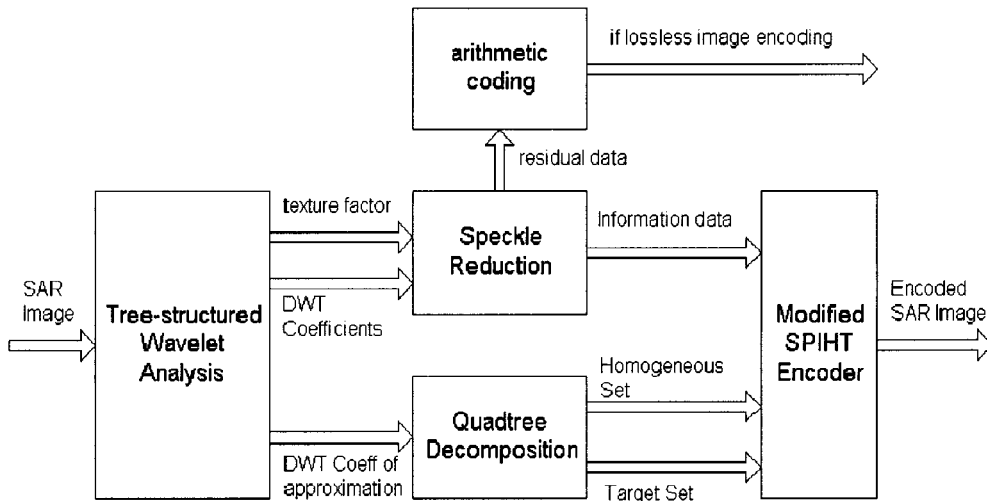 arithmetic
coding
if lossless image encoding
residual data
texture factor
Speckle
Reduction
Information data
SAR
Image
Tree-structured
Wavelet
Analysis
DWT
Coefficients
Modified
SPIHT
Encoder
Encoded
SAR Image
Homogeneous
Set
Quadtree
Decomposition
DWT Coeff of
approximation
Target Set